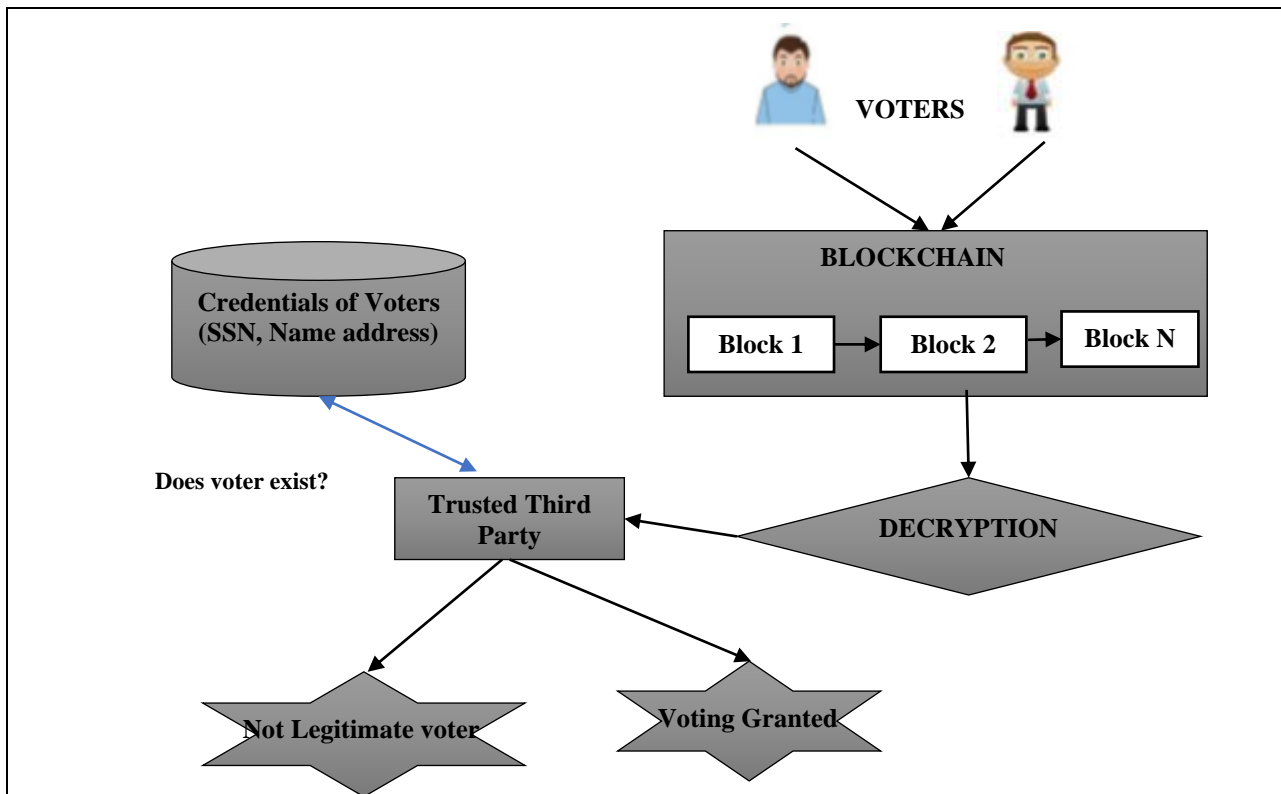 VOTERS
BLOCKCHAIN
Block 1
Block 2
Block N
Credentials of Voters
(SSN, Name address)
Does voter exist?
Trusted Third
Party
DECRYPTION
Not Legitimate voter
Voting Granted